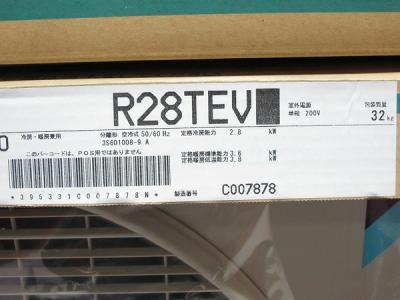 R28TEV
室外電源
単相 200V
包装質量
32 kg
冷房・暖房兼用
分離形 空冷式 50/60 Hz
3S601008-9 A
定格冷房能力 2.8 kW
このバーコードは、POS用ではありません
定格暖房標準能力 3.6 kW
定格暖房低温能力 3.8 kW
*395331C007878N*
製造番号 C007878